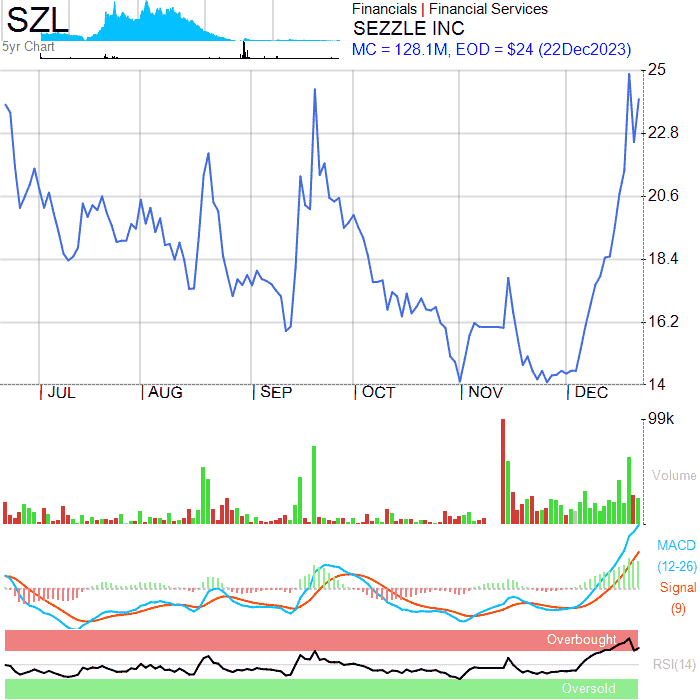 SZL
5yr Chart
Financials | Financial Services
SEZZLE INC
MC = 128.1M, EOD = $24 (22Dec2023)
25
22.8
20.6
18.4
16.2
14
JUL AUG SEP OCT NOV DEC
99k
Volume
MACD
(12-26)
Signal
(9)
Overbought
RSI(14)
Oversold